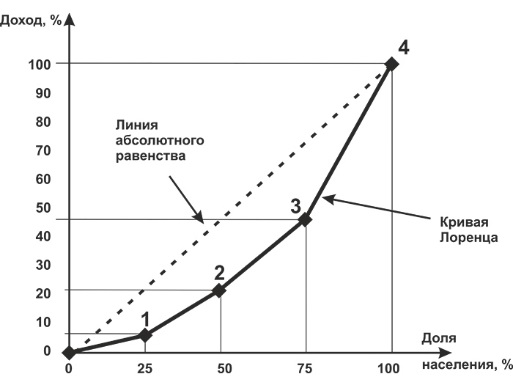 Доход, %
100
90
80
70
60
50
40
30
20
10
0
Линия
абсолютного
равенства
1
2
3
4
Кривая
Лоренца
Доля
населения, %
0
25
50
75
100